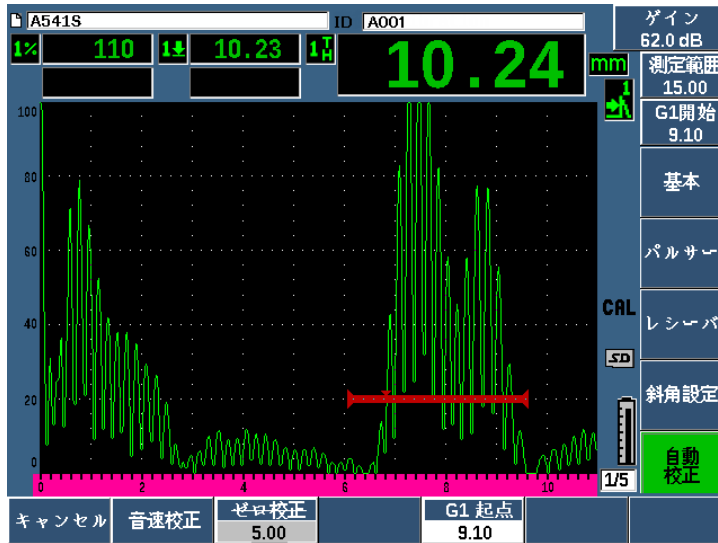 A541S ID A001
ゲイン
62.0 dB
1% 110 1 10.23 1TH 10.24 mm
測定範囲
15.00
1
G1開始
9.10
基本
パルサー
レシーバ
斜角設定
自動
校正
CAL
SD
100
80
60
40
20
0
0 2 4 6 8 10
1/5
キャンセル
音速校正
ゼロ校正
5.00
G1 起点
9.10